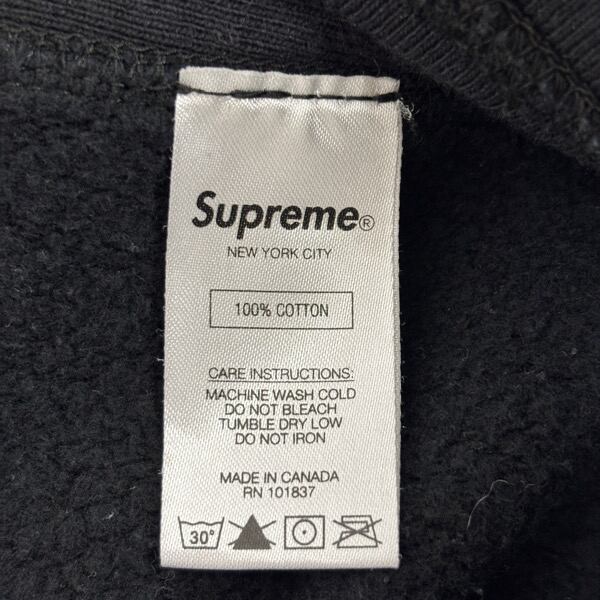 Supreme®
NEW YORK CITY
100% COTTON
CARE INSTRUCTIONS:
MACHINE WASH COLD
DO NOT BLEACH
TUMBLE DRY LOW
DO NOT IRON
MADE IN CANADA
RN 101837
30°